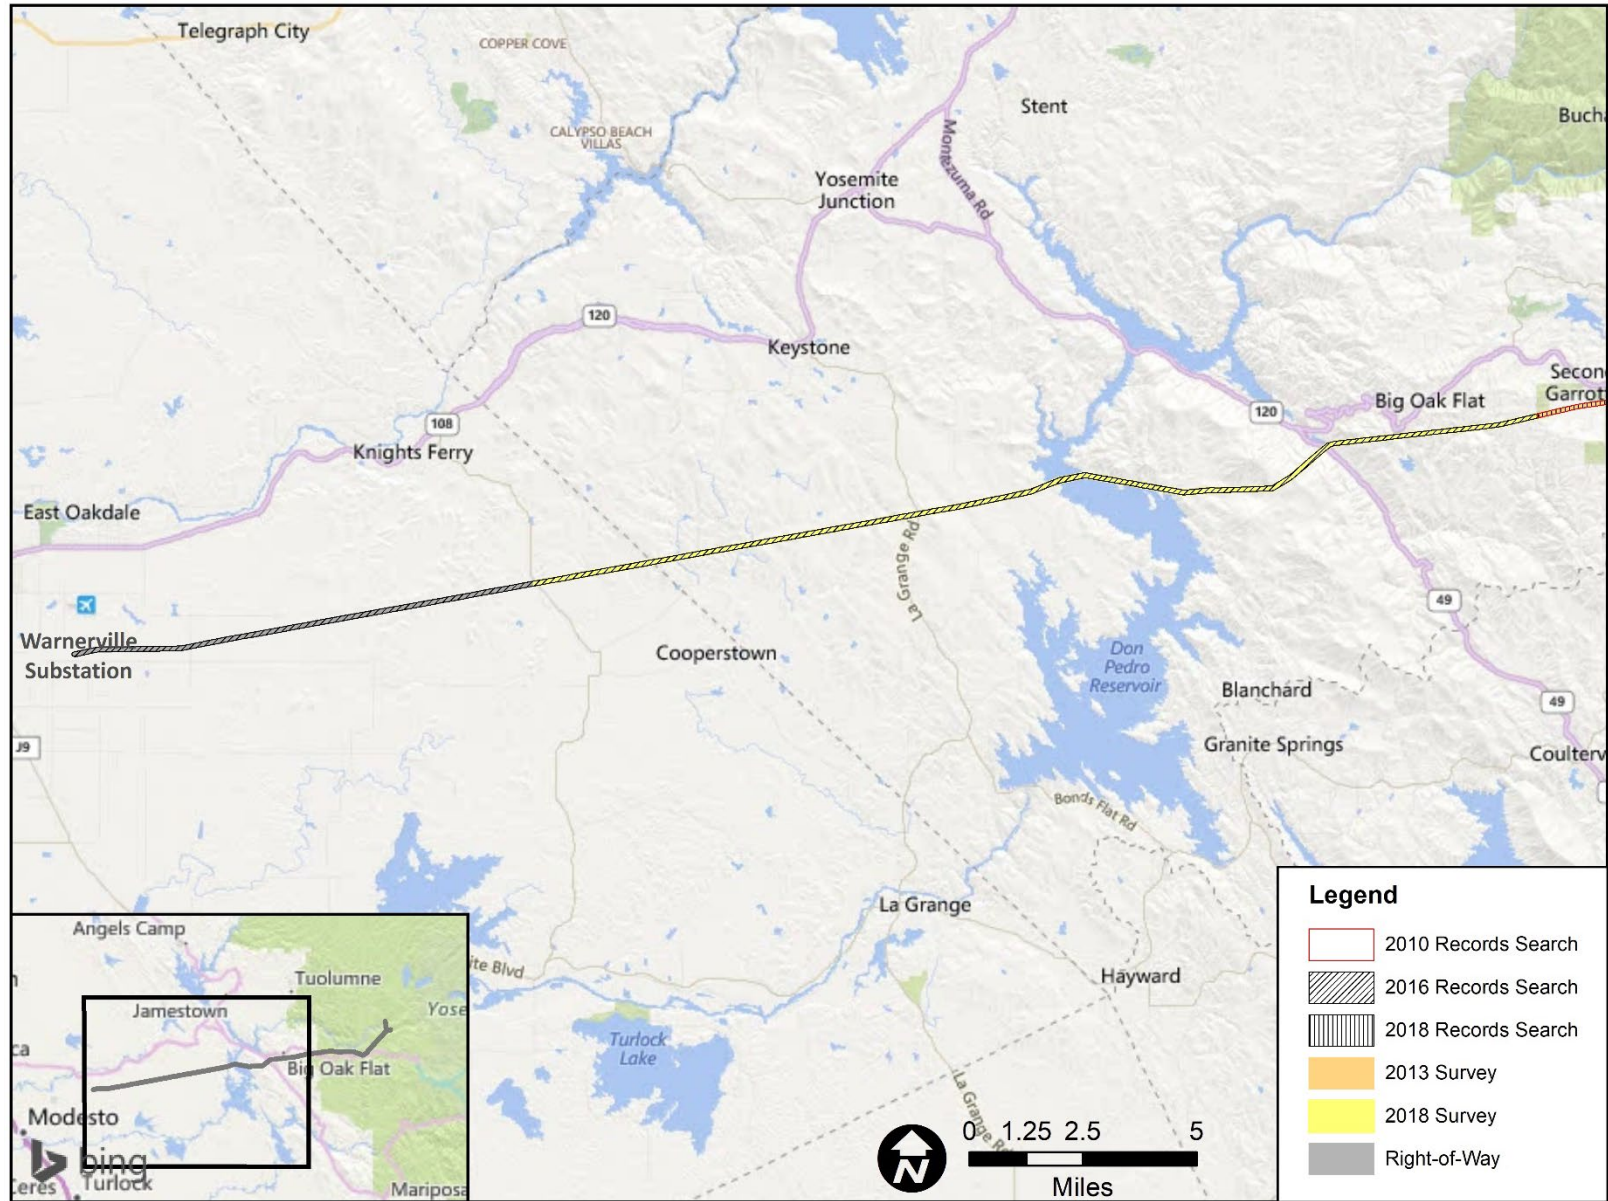 Telegraph City
COPPER COVE
Stent
CALYPSO BEACH
VILLAS
Montezuma Rd
Yosemite
Junction
120
Keystone
Secon
Garrot
Big Oak Flat
120
108
Knights Ferry
East Oakdale
La Grange Rd
49
Warnerville
Substation
Cooperstown
Don
Pedro
Reservoir
Blanchard
49
Granite Springs
Coulterv
J9
Bonds Flat Rd
La Grange
Hayward
ite Blvd
Turlock
Lake
La Grange Rd
Angels Camp
Tuolumne
Jamestown
Yose
ca
Big Oak Flat
Modesto
bing
Ceres
Turlock
Mariposa
N
0 1.25 2.5 5
Miles
Legend
2010 Records Search
2016 Records Search
2018 Records Search
2013 Survey
2018 Survey
Right-of-Way